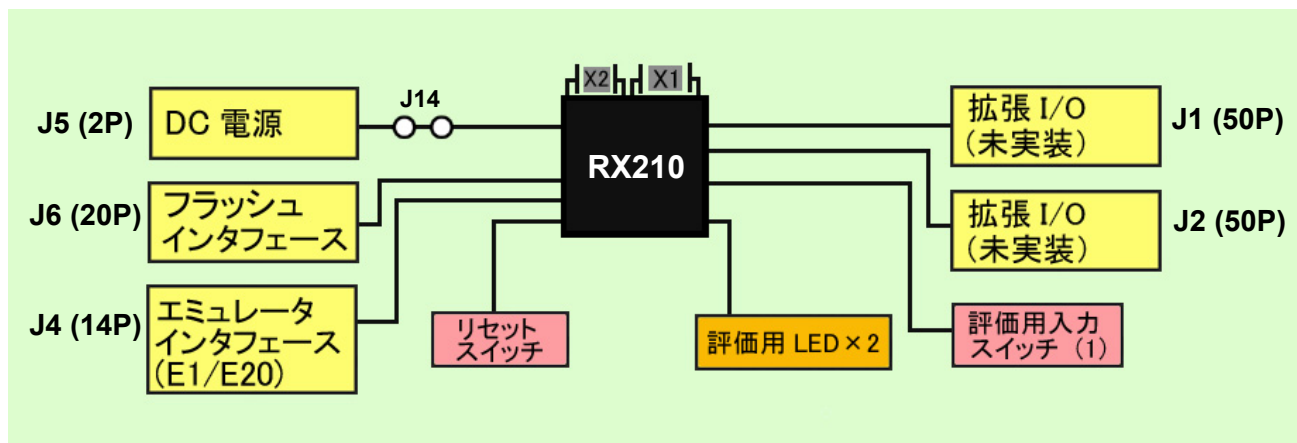 X2
X1
J14
J5 (2P)
DC 電源
RX210
拡張 I/O
(未実装)
J1 (50P)
J6 (20P)
フラッシュ
インタフェース
拡張 I/O
(未実装)
J2 (50P)
J4 (14P)
エミュレータ
インタフェース
(E1/E20)
リセット
スイッチ
評価用 LED×2
評価用入力
スイッチ (1)